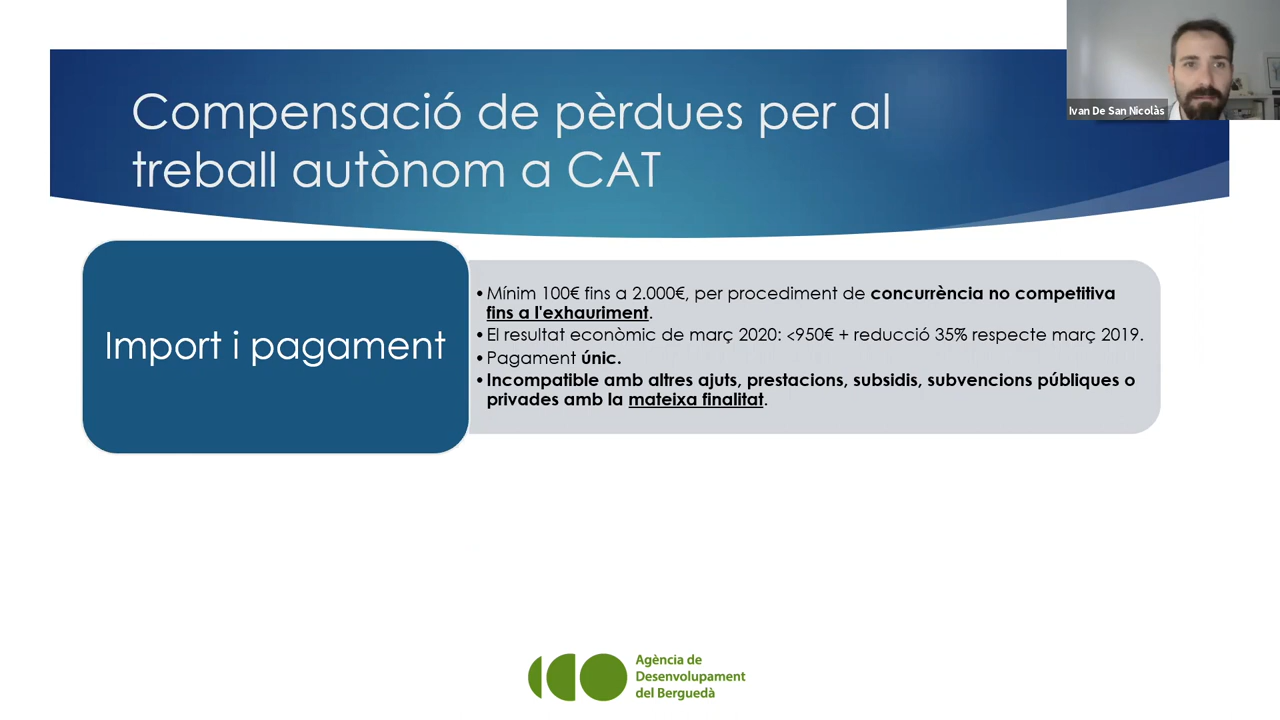 Compensació de pèrdues per al
treball autònom a CAT
Ivan De San Nicolàs
Import i pagament
•Mínim 100€ fins a 2.000€, per procediment de concurrència no competitiva
fins a l'exhauriment.
•El resultat econòmic de març 2020: <950€ + reducció 35% respecte març 2019.
•Pagament únic.
•Incompatible amb altres ajuts, prestacions, subsidis, subvencions públiques o
privades amb la mateixa finalitat.
Agència de
Desenvolupament
del Berguedà